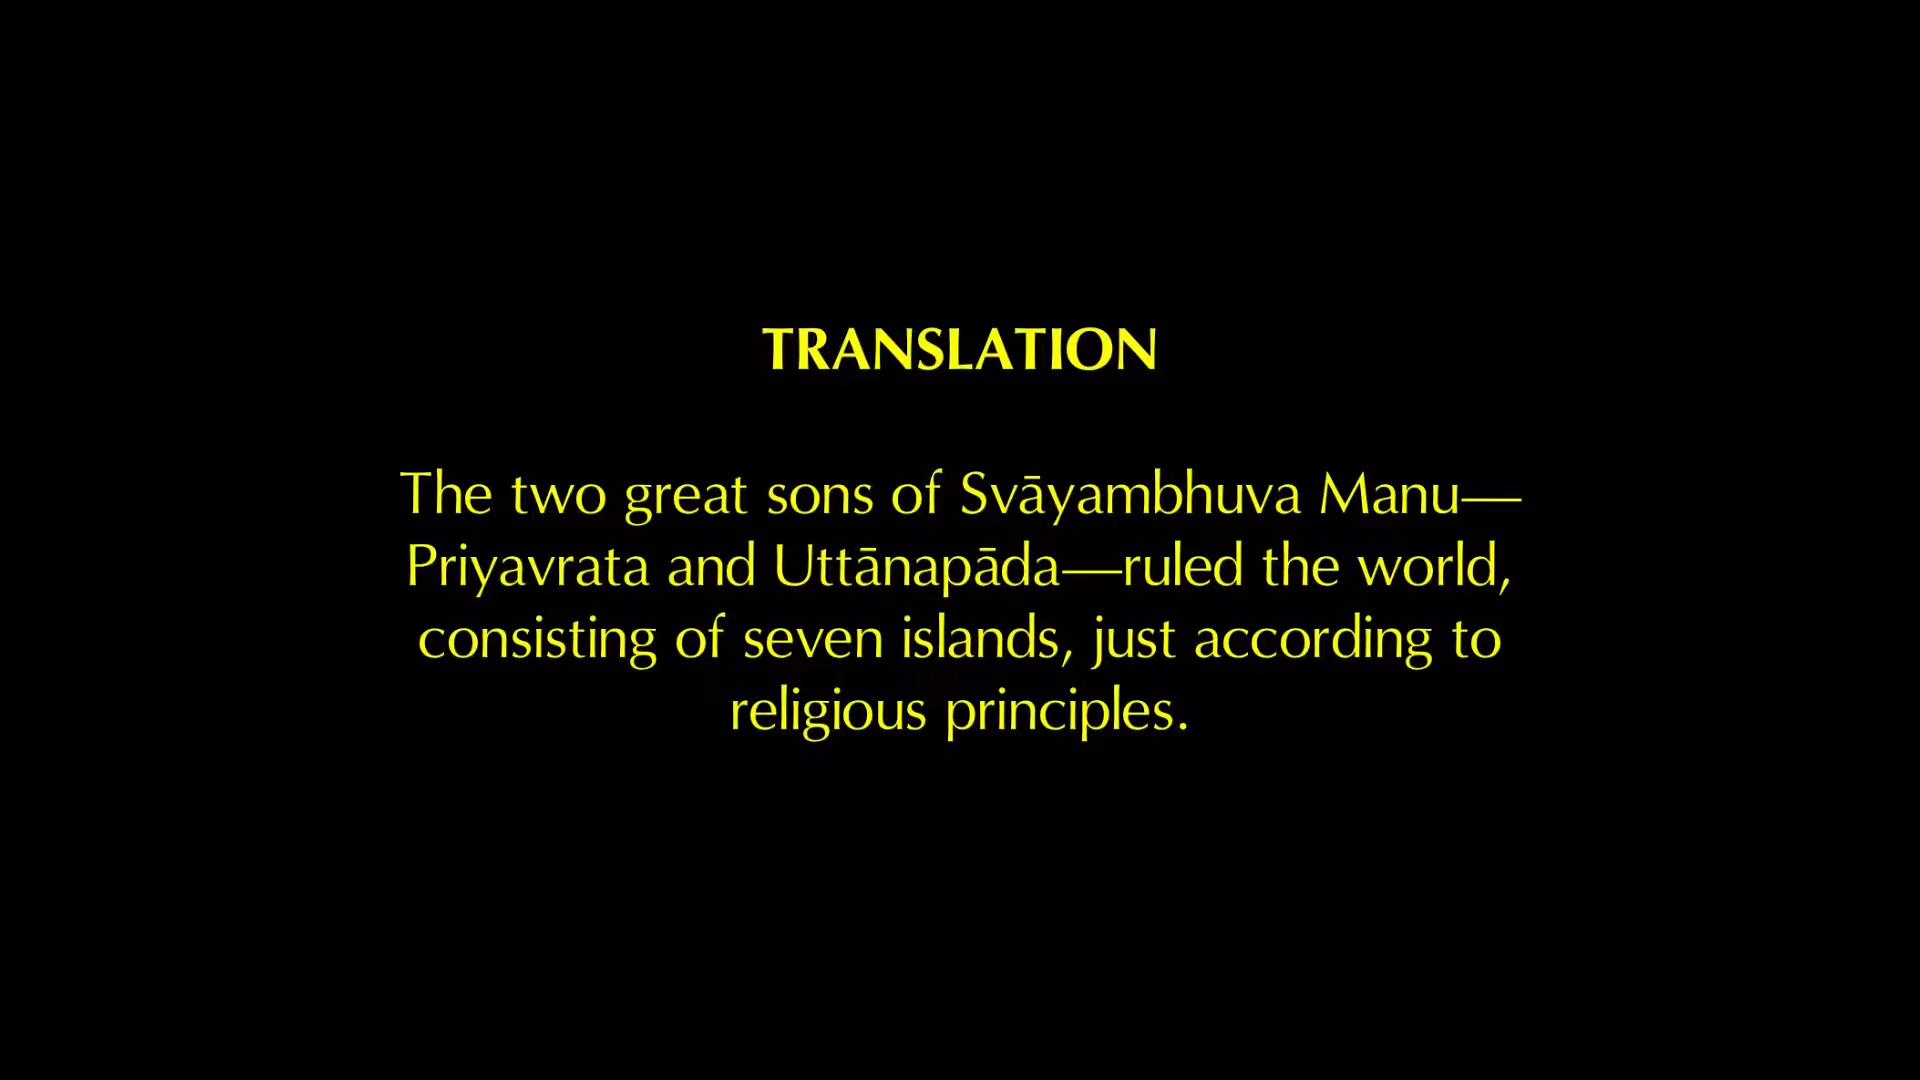 TRANSLATION
The two great sons of Svāyambhuva Manu—
Priyavrata and Uttānapāda—ruled the world,
consisting of seven islands, just according to
religious principles.